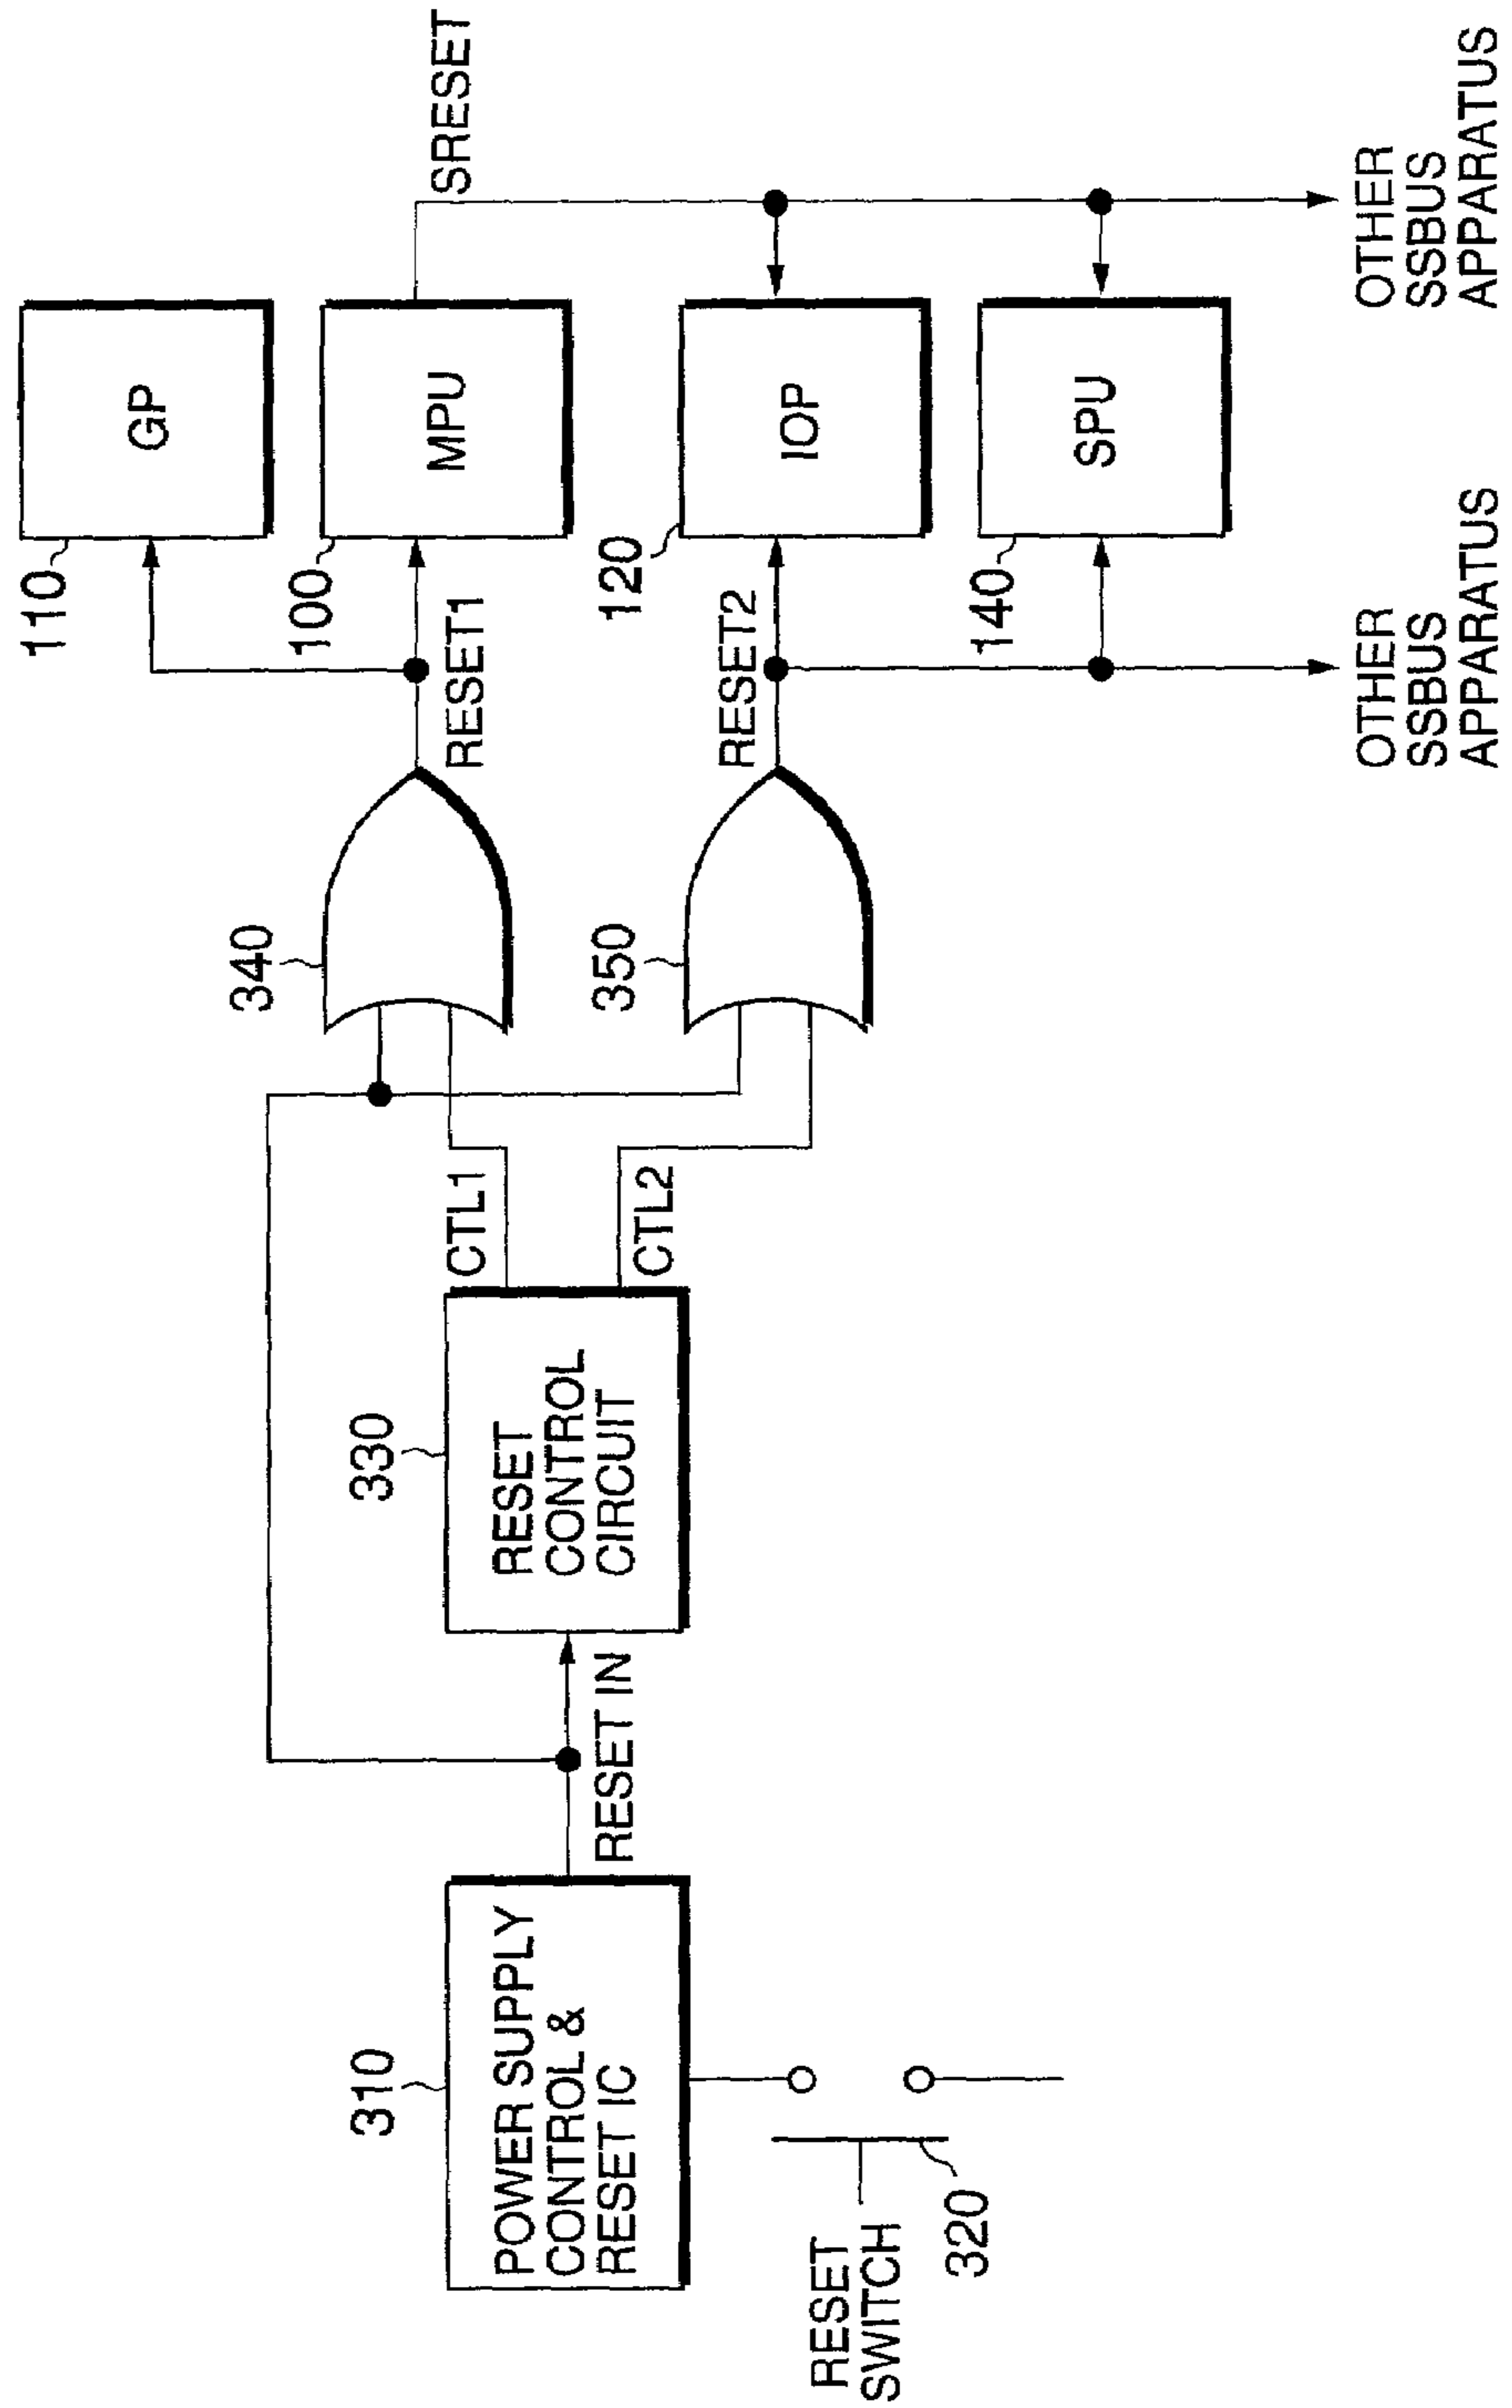 310
POWER SUPPLY
CONTROL &
RESET IC
RESET
SWITCH
320
RESET IN
330
RESET
CONTROL
CIRCUIT
CTL1
CTL2
340
350
RESET1
RESET2
110
GP
100
MPU
120
IOP
140
SPU
SRESET
OTHER
SSBUS
APPARATUS
OTHER
SSBUS
APPARATUS